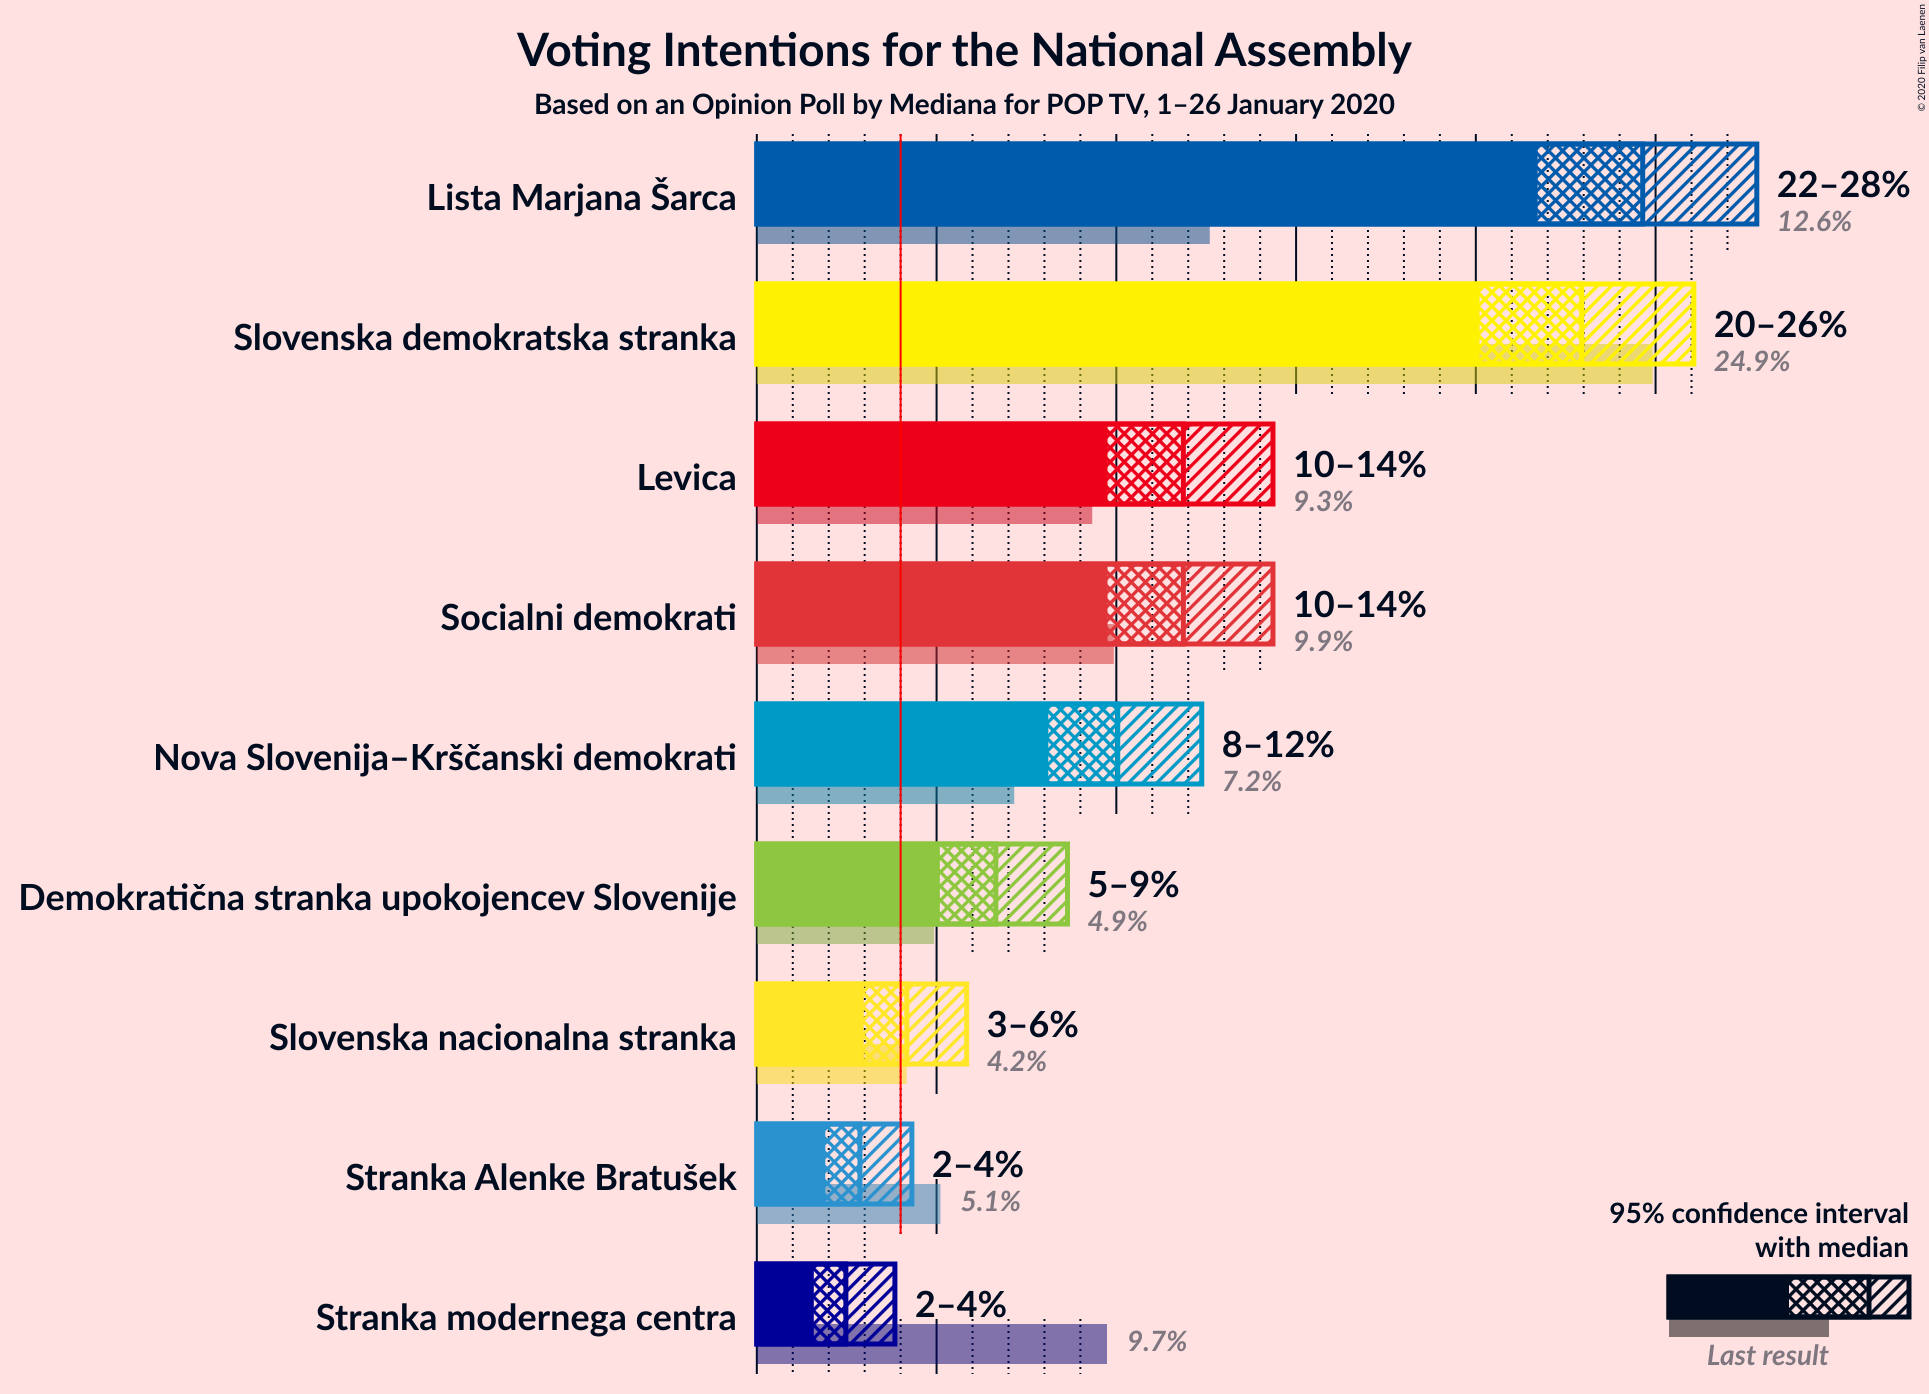 Voting Intentions for the National Assembly
Based on an Opinion Poll by Mediana for POP TV, 1–26 January 2020
© 2020 Filip van Laenen
Lista Marjana Šarca
22–28%
12.6%
Slovenska demokratska stranka
20–26%
24.9%
Levica
10–14%
9.3%
Socialni demokrati
10–14%
9.9%
Nova Slovenija–Krščanski demokrati
8–12%
7.2%
Demokratična stranka upokojencev Slovenije
5–9%
4.9%
Slovenska nacionalna stranka
3–6%
4.2%
Stranka Alenke Bratušek
2–4%
5.1%
Stranka modernega centra
2–4%
9.7%
95% confidence interval
with median
Last result